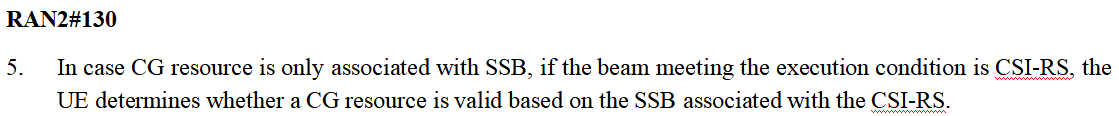 RAN2#130
5. In case CG resource is only associated with SSB, if the beam meeting the execution condition is CSI-RS, the
UE determines whether a CG resource is valid based on the SSB associated with the CSI-RS.